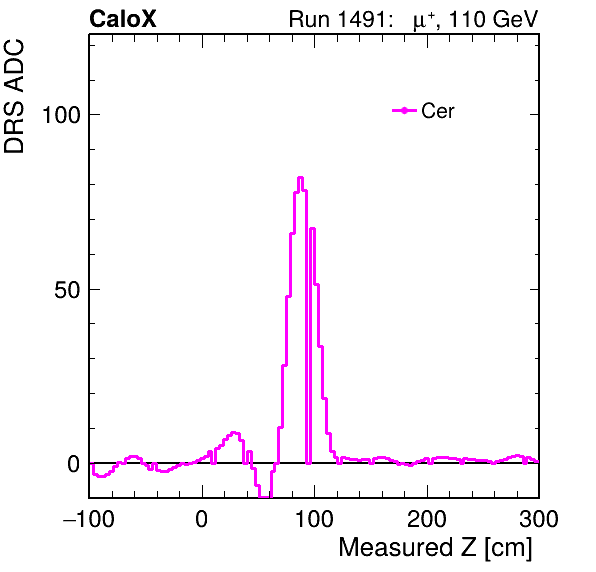 CaloX Run 1491: μ⁺, 110 GeV
DRS ADC
Cer
100
50
0
−100 0 100 200 300
Measured Z [cm]